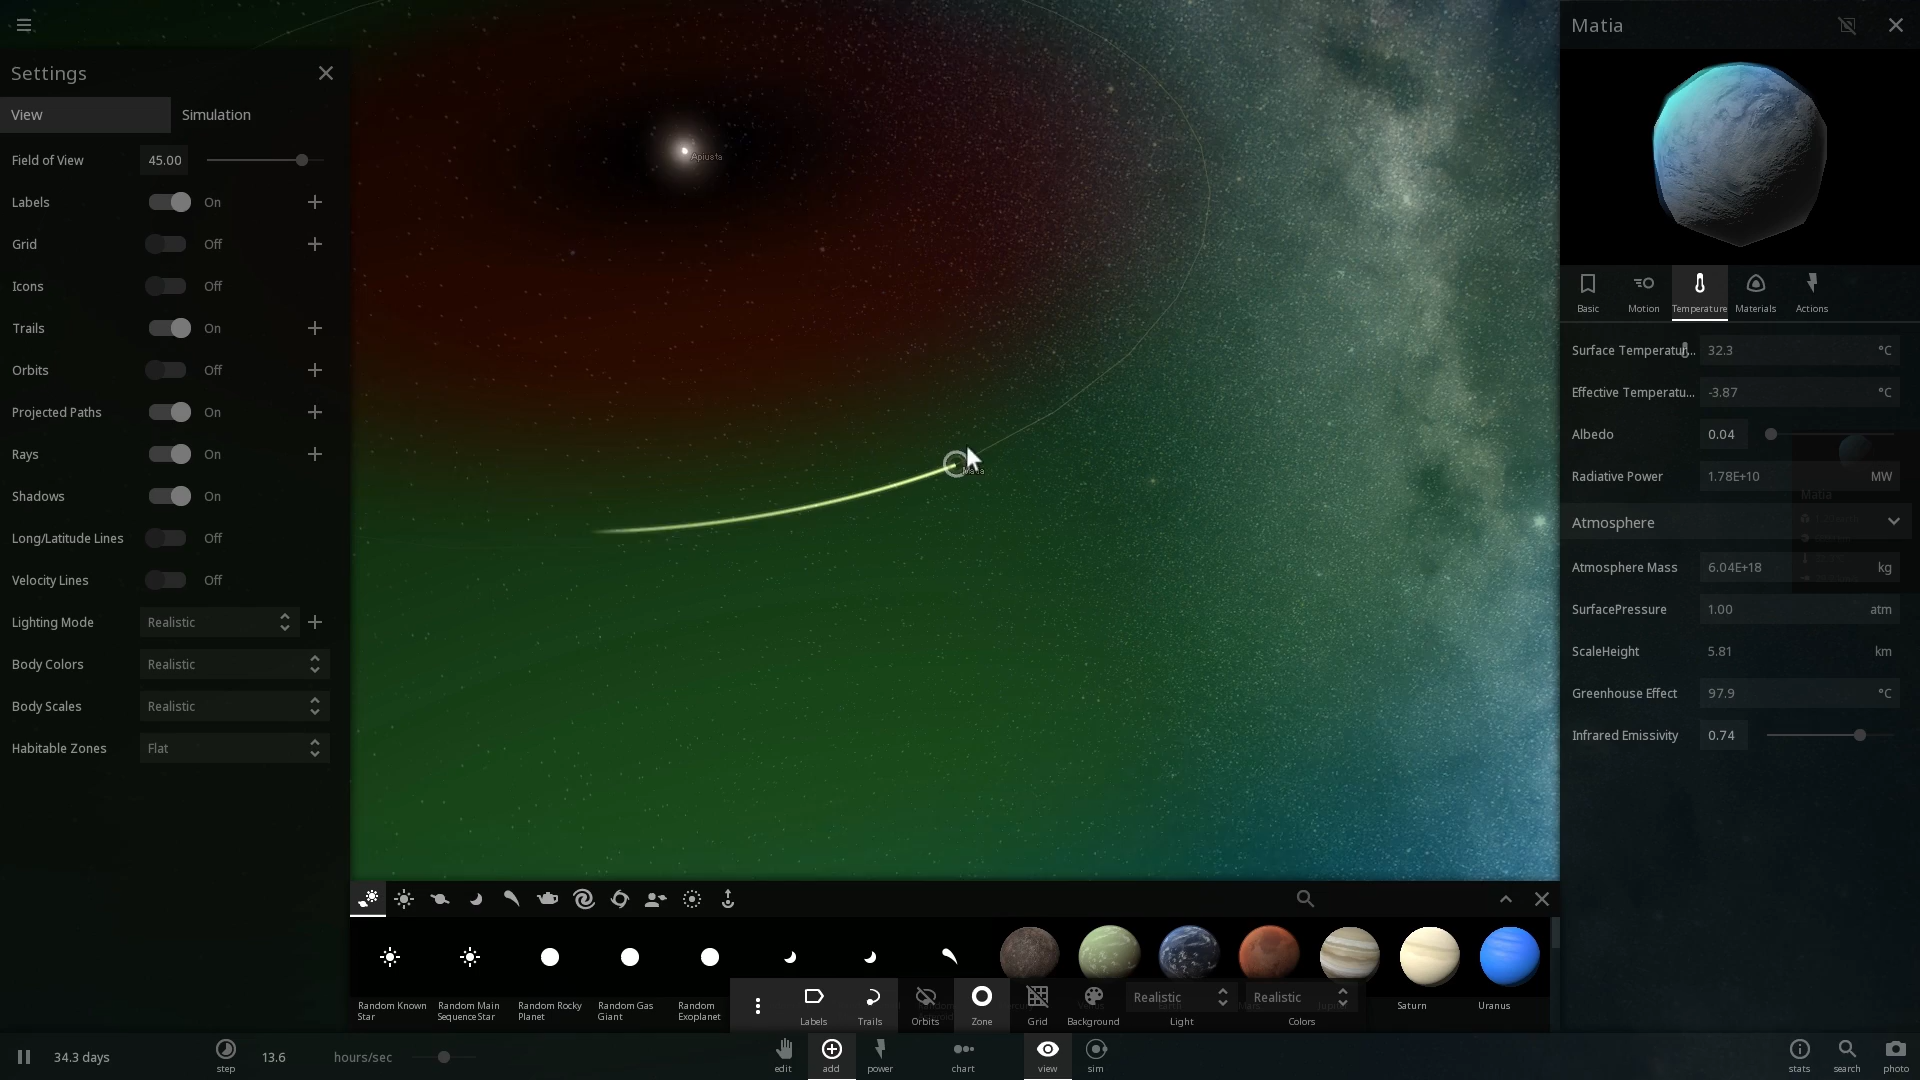 Matia
Settings
View
Simulation
Field of View 45.00
Labels On
Grid Off
Icons Off
Trails On
Orbits Off
Projected Paths On
Rays On
Shadows On
Long/Latitude Lines Off
Velocity Lines Off
Lighting Mode Realistic
Body Colors Realistic
Body Scales Realistic
Habitable Zones Flat
Apiusta
Matia
Basic Motion Temperature Materials Actions
Surface Temperatur... 32.3 °C
Effective Temperatu... -3.87 °C
Albedo 0.04
Radiative Power 1.78E+10 MW
Matia
Atmosphere
Atmosphere Mass 6.04E+18 kg
SurfacePressure 1.00 atm
ScaleHeight 5.81 km
Greenhouse Effect 97.9 °C
Infrared Emissivity 0.74
Random Known Star
Random Main Sequence Star
Random Rocky Planet
Random Gas Giant
Random Exoplanet
Saturn
Uranus
Labels Trails Orbits Zone Grid Background
Realistic Light
Realistic Colors
34.3 days
step
13.6 hours/sec
edit add power chart view sim
stats search photo